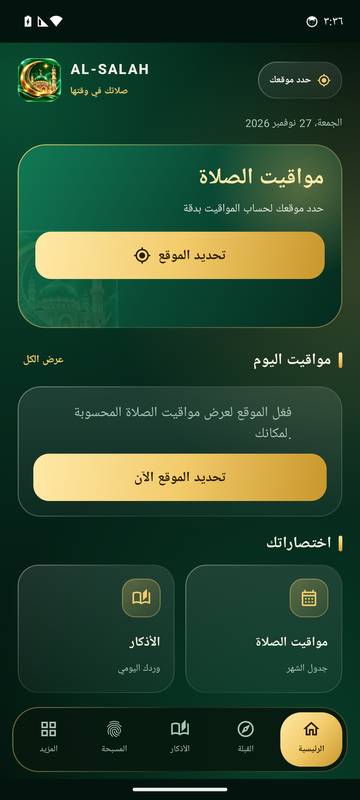 ٣:٣٦
AL-SALAH
صلاتك في وقتها
حدد موقعك
الجمعة، 27 نوفمبر 2026
مواقيت الصلاة
حدد موقعك لحساب المواقيت بدقة
تحديد الموقع
مواقيت اليوم
عرض الكل
فعّل الموقع لعرض مواقيت الصلاة المحسوبة
لمكانك.
تحديد الموقع الآن
اختصاراتك
مواقيت الصلاة
جدول الشهر
الأذكار
وردك اليومي
الرئيسية
القبلة
الأذكار
المسبحة
المزيد